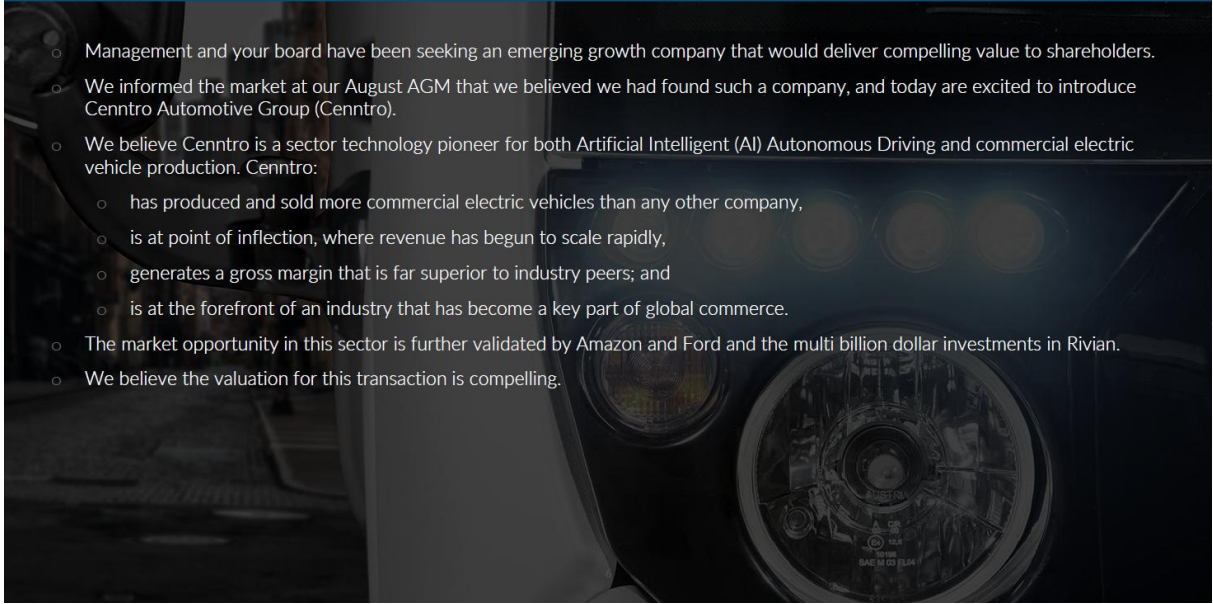 Management and your board have been seeking an emerging growth company that would deliver compelling value to shareholders.
We informed the market at our August AGM that we believed we had found such a company, and today are excited to introduce
Cenntro Automotive Group (Cenntro).
We believe Cenntro is a sector technology pioneer for both Artificial Intelligent (AI) Autonomous Driving and commercial electric
vehicle production. Cenntro:
has produced and sold more commercial electric vehicles than any other company,
is at point of inflection, where revenue has begun to scale rapidly,
generates a gross margin that is far superior to industry peers; and
is at the forefront of an industry that has become a key part of global commerce.
The market opportunity in this sector is further validated by Amazon and Ford and the multi billion dollar investments in Rivian.
We believe the valuation for this transaction is compelling.
AUSTRIA
SAE M 03